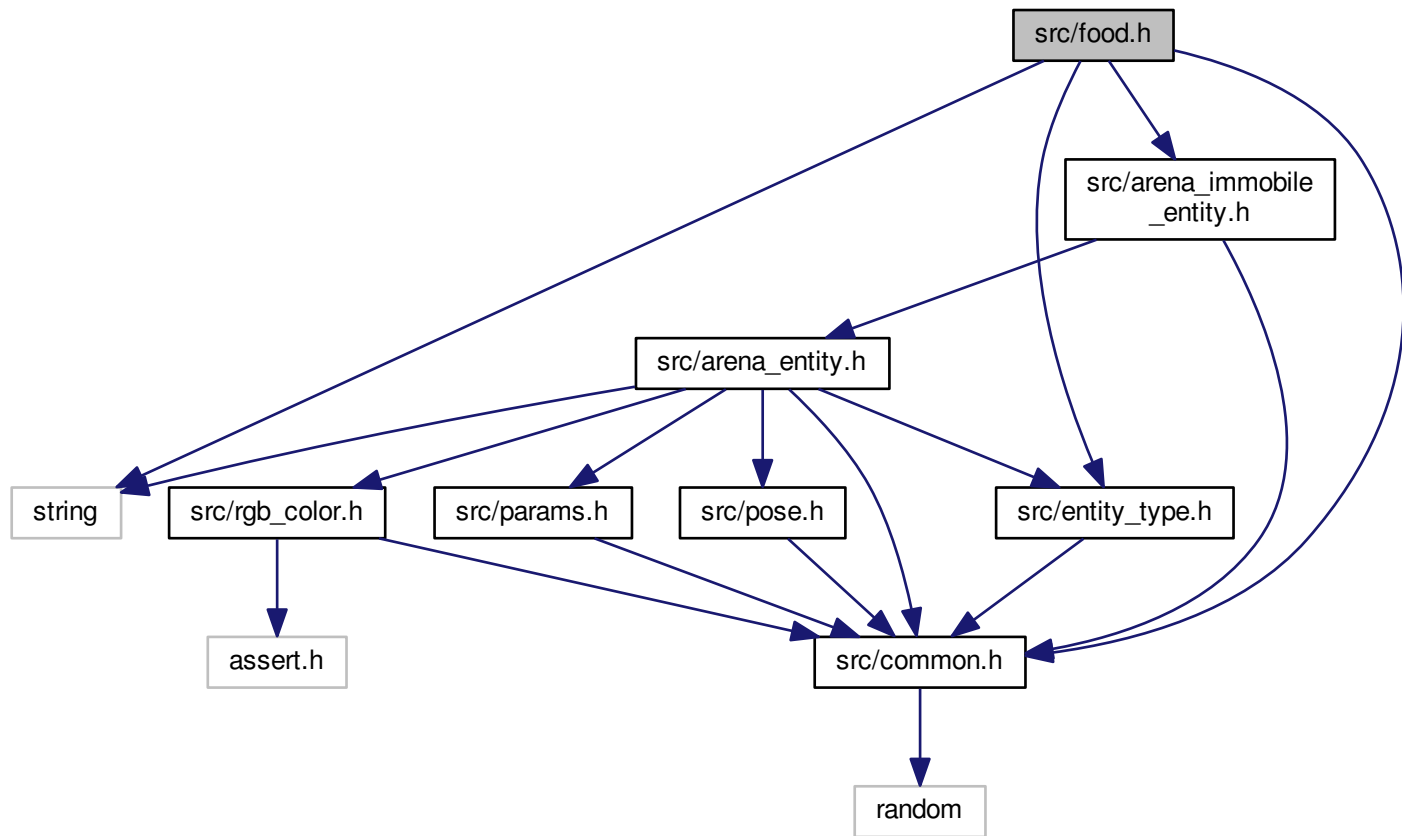 src/food.h
src/arena_immobile
_entity.h
src/arena_entity.h
string
src/rgb_color.h
src/params.h
src/pose.h
src/entity_type.h
assert.h
src/common.h
random